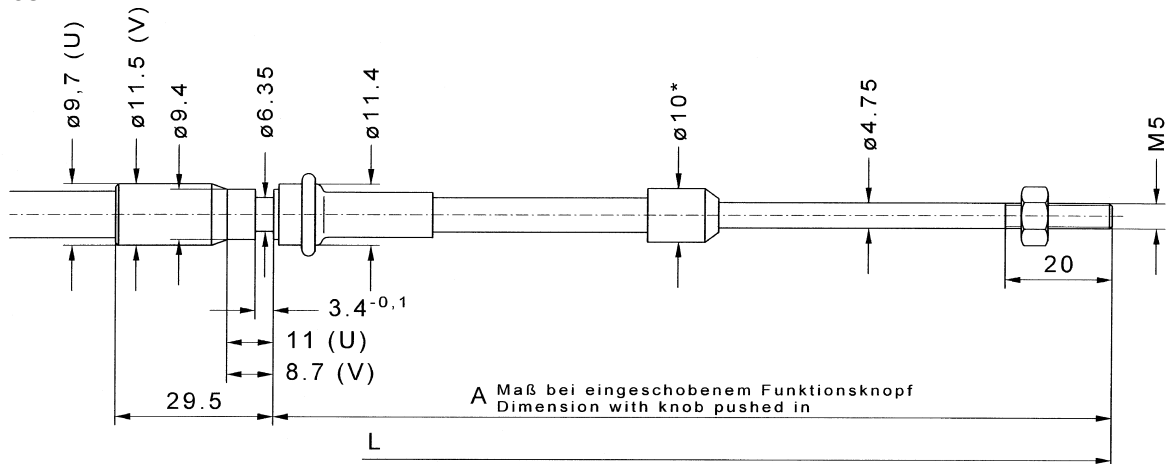 ø9,7 (U)
ø11.5 (V)
ø9.4
ø6.35
ø11.4
ø10*
ø4.75
M5
20
3.4-0,1
11 (U)
8.7 (V)
29.5
A Maß bei eingeschobenem Funktionsknopf
Dimension with knob pushed in
L